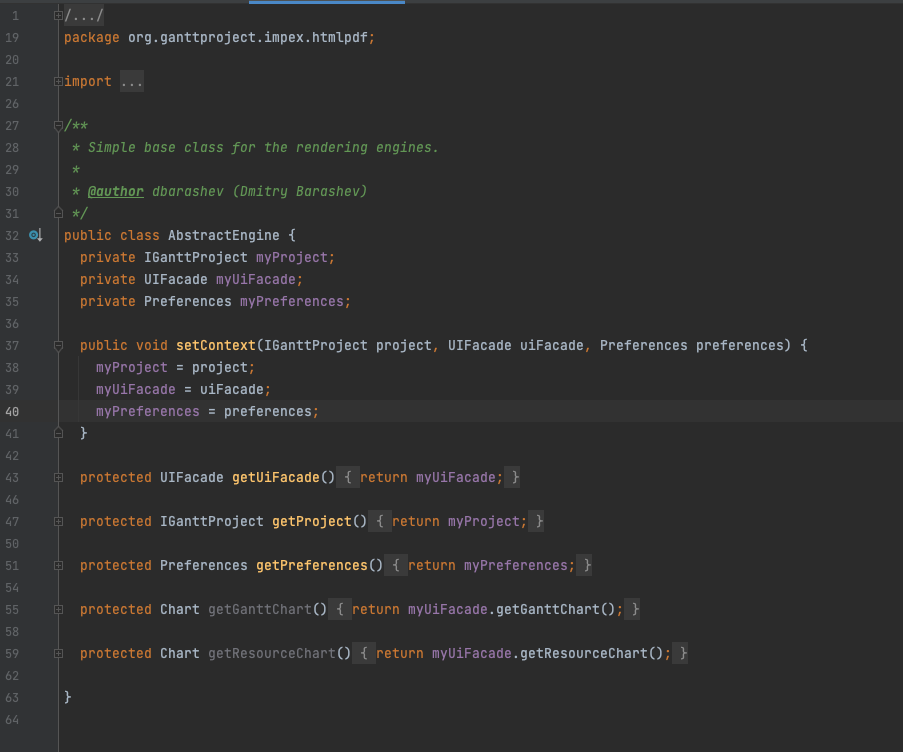 1 /.../
19 package org.ganttproject.impex.htmlpdf;
20
21 import ...
26
27 /**
28  * Simple base class for the rendering engines.
29  *
30  * @author dbarashev (Dmitry Barashev)
31  */
32 public class AbstractEngine {
33   private IGanttProject myProject;
34   private UIFacade myUiFacade;
35   private Preferences myPreferences;
36
37   public void setContext(IGanttProject project, UIFacade uiFacade, Preferences preferences) {
38     myProject = project;
39     myUiFacade = uiFacade;
40     myPreferences = preferences;
41   }
42
43   protected UIFacade getUiFacade() { return myUiFacade; }
46
47   protected IGanttProject getProject() { return myProject; }
50
51   protected Preferences getPreferences() { return myPreferences; }
54
55   protected Chart getGanttChart() { return myUiFacade.getGanttChart(); }
58
59   protected Chart getResourceChart() { return myUiFacade.getResourceChart(); }
62
63 }
64